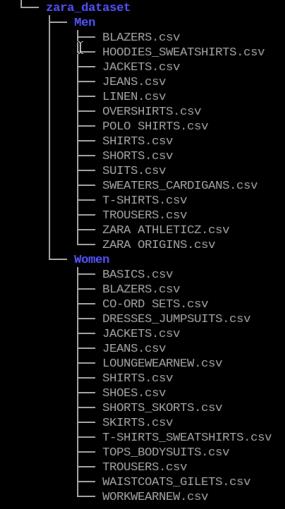 zara_dataset
Men
BLAZERS.csv
HOODIES_SWEATSHIRTS.csv
JACKETS.csv
JEANS.csv
LINEN.csv
OVERSHIRTS.csv
POLO SHIRTS.csv
SHIRTS.csv
SHORTS.csv
SUITS.csv
SWEATERS_CARDIGANS.csv
T-SHIRTS.csv
TROUSERS.csv
ZARA ATHLETICZ.csv
ZARA ORIGINS.csv
Women
BASICS.csv
BLAZERS.csv
CO-ORD SETS.csv
DRESSES_JUMPSUITS.csv
JACKETS.csv
JEANS.csv
LOUNGEWEARNEW.csv
SHIRTS.csv
SHOES.csv
SHORTS_SKORTS.csv
SKIRTS.csv
T-SHIRTS_SWEATSHIRTS.csv
TOPS_BODYSUITS.csv
TROUSERS.csv
WAISTCOATS_GILETS.csv
WORKWEARNEW.csv